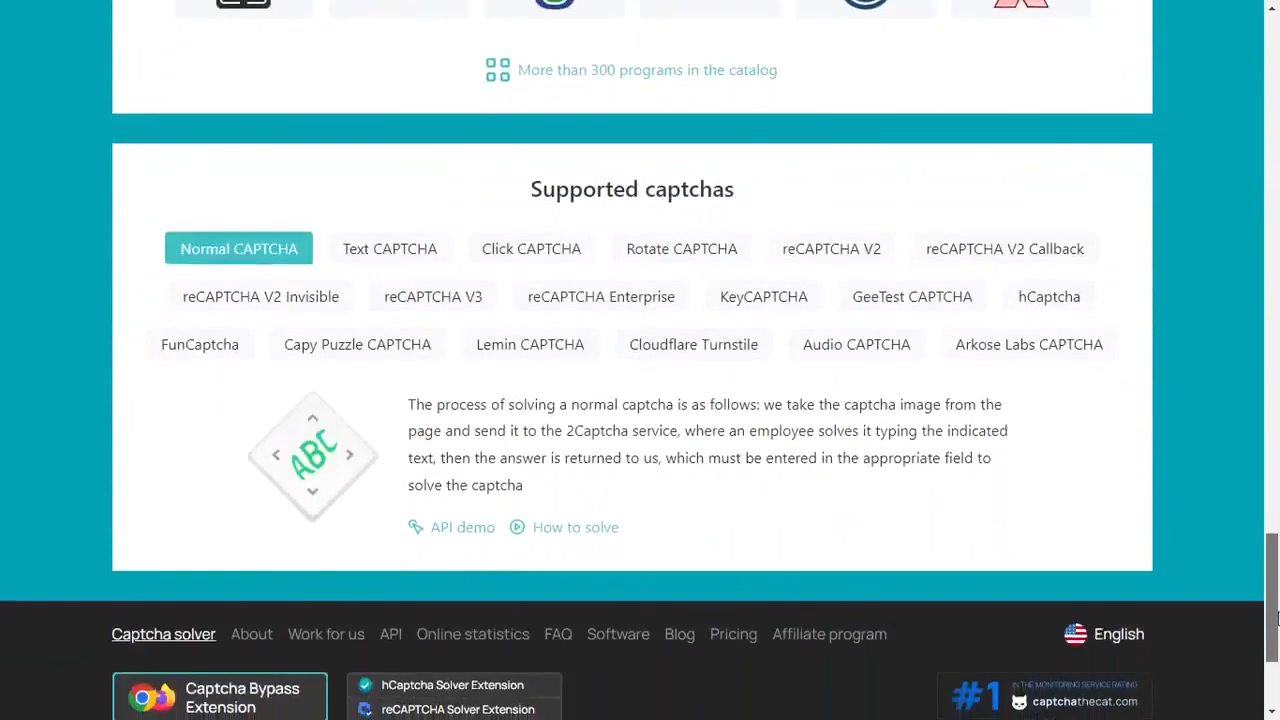 More than 300 programs in the catalog
Supported captchas
Normal CAPTCHA Text CAPTCHA Click CAPTCHA Rotate CAPTCHA reCAPTCHA V2 reCAPTCHA V2 Callback
reCAPTCHA V2 Invisible reCAPTCHA V3 reCAPTCHA Enterprise KeyCAPTCHA GeeTest CAPTCHA hCaptcha
FunCaptcha Capy Puzzle CAPTCHA Lemin CAPTCHA Cloudflare Turnstile Audio CAPTCHA Arkose Labs CAPTCHA
ABC
The process of solving a normal captcha is as follows: we take the captcha image from the
page and send it to the 2Captcha service, where an employee solves it typing the indicated
text, then the answer is returned to us, which must be entered in the appropriate field to
solve the captcha
API demo How to solve
Captcha solver About Work for us API Online statistics FAQ Software Blog Pricing Affiliate program English
Captcha Bypass
Extension
hCaptcha Solver Extension
reCAPTCHA Solver Extension
#1 IN THE MONITORING SERVICE RATING
captchathecat.com